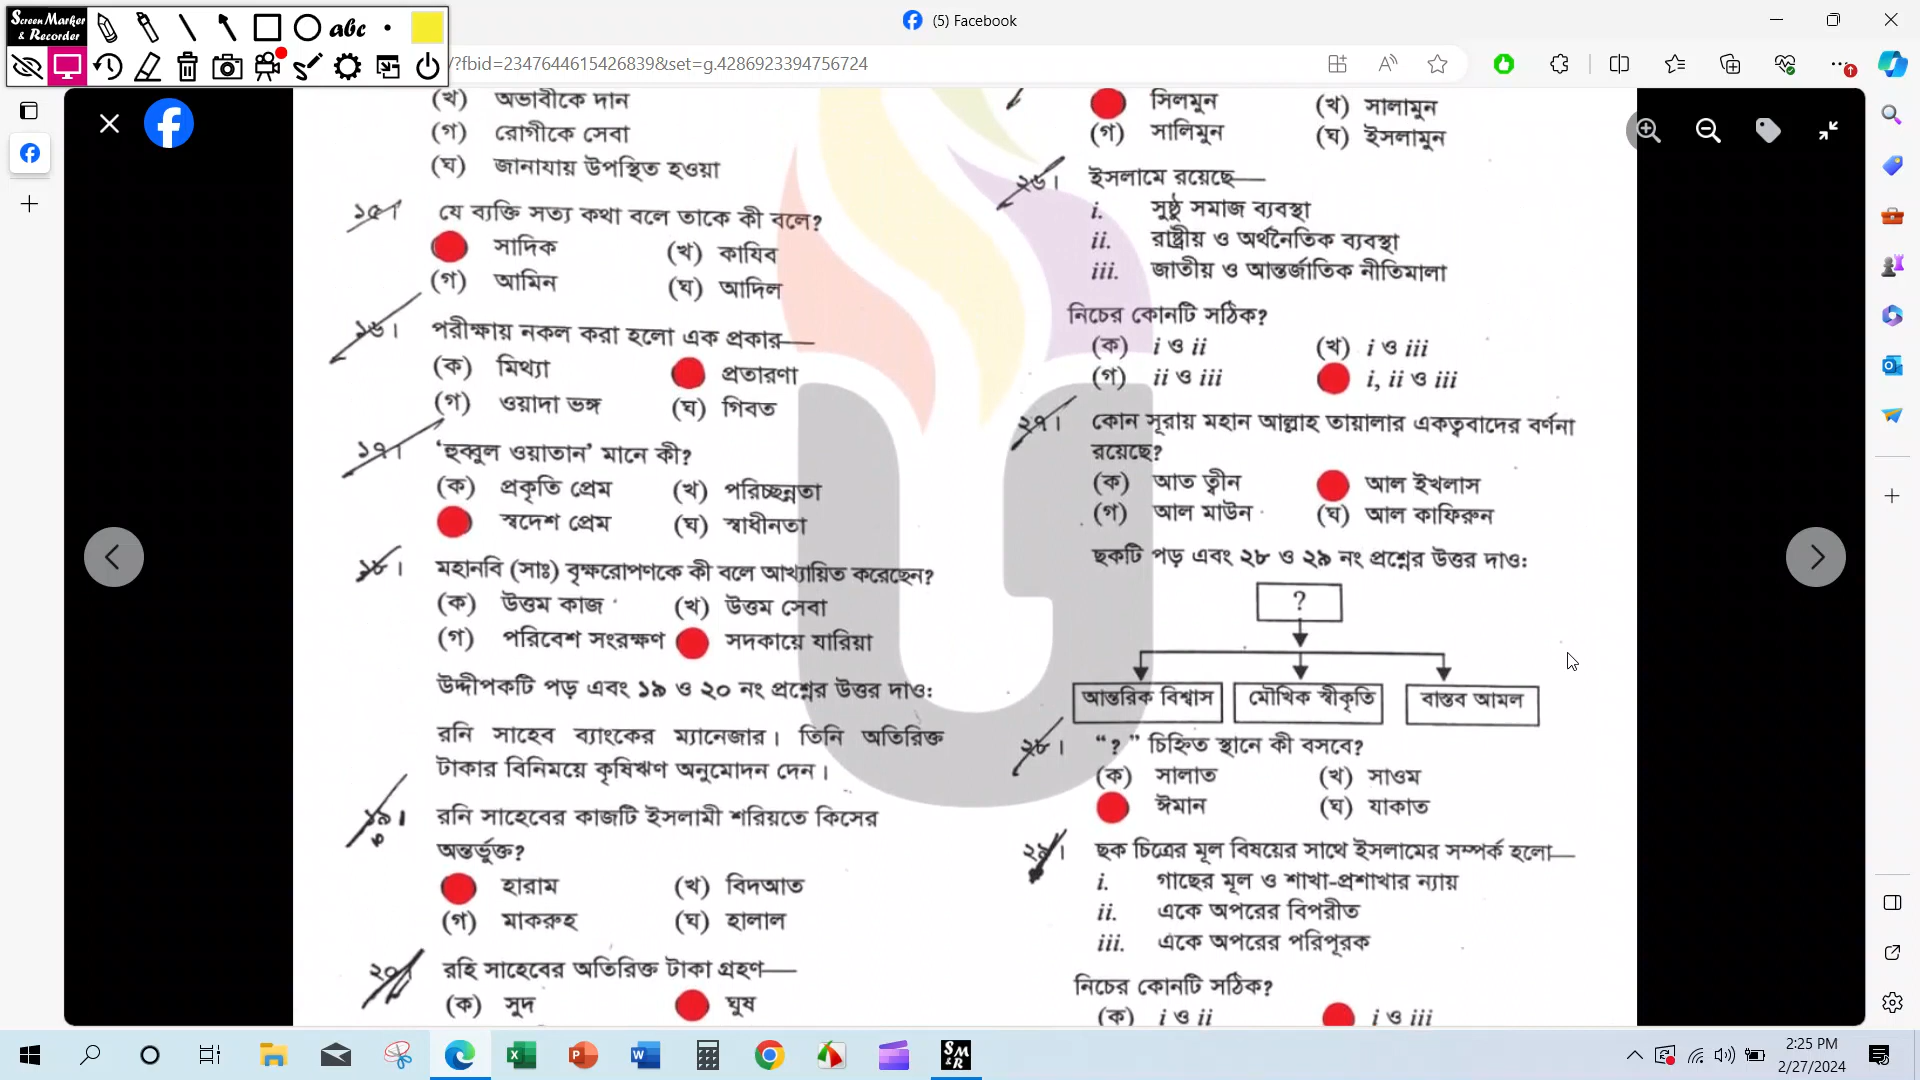 Screen Marker
& Recorder
abc
(5) Facebook
/?fbid=2347644615426839&set=g.4286923394756724
(খ) অভাবীকে দান
(গ) রোগীকে সেবা
(ঘ) জানাযায় উপস্থিত হওয়া
১৫। যে ব্যক্তি সত্য কথা বলে তাকে কী বলে?
সাদিক (খ) কাযিব
(গ) আমিন (ঘ) আদিল
১৬। পরীক্ষায় নকল করা হলো এক প্রকার—
(ক) মিথ্যা প্রতারণা
(গ) ওয়াদা ভঙ্গ (ঘ) গিবত
১৭। ‘হুব্বুল ওয়াতান’ মানে কী?
(ক) প্রকৃতি প্রেম (খ) পরিচ্ছন্নতা
স্বদেশ প্রেম (ঘ) স্বাধীনতা
১৮। মহানবি (সাঃ) বৃক্ষরোপণকে কী বলে আখ্যায়িত করেছেন?
(ক) উত্তম কাজ (খ) উত্তম সেবা
(গ) পরিবেশ সংরক্ষণ সদকায়ে যারিয়া
উদ্দীপকটি পড় এবং ১৯ ও ২০ নং প্রশ্নের উত্তর দাও:
রনি সাহেব ব্যাংকের ম্যানেজার। তিনি অতিরিক্ত
টাকার বিনিময়ে কৃষিঋণ অনুমোদন দেন।
১৯। রনি সাহেবের কাজটি ইসলামী শরিয়তে কিসের
অন্তর্ভুক্ত?
হারাম (খ) বিদআত
(গ) মাকরুহ (ঘ) হালাল
২০। রহি সাহেবের অতিরিক্ত টাকা গ্রহণ—
(ক) সুদ ঘুষ
সিলমুন (খ) সালামুন
(গ) সালিমুন (ঘ) ইসলামুন
২৬। ইসলামে রয়েছে—
i. সুষ্ঠু সমাজ ব্যবস্থা
ii. রাষ্ট্রীয় ও অর্থনৈতিক ব্যবস্থা
iii. জাতীয় ও আন্তর্জাতিক নীতিমালা
নিচের কোনটি সঠিক?
(ক) i ও ii (খ) i ও iii
(গ) ii ও iii i, ii ও iii
২৭। কোন সূরায় মহান আল্লাহ তায়ালার একত্ববাদের বর্ণনা
রয়েছে?
(ক) আত ত্বীন আল ইখলাস
(গ) আল মাউন (ঘ) আল কাফিরুন
ছকটি পড় এবং ২৮ ও ২৯ নং প্রশ্নের উত্তর দাও:
?
আন্তরিক বিশ্বাস মৌখিক স্বীকৃতি বাস্তব আমল
২৮। “?” চিহ্নিত স্থানে কী বসবে?
(ক) সালাত (খ) সাওম
ঈমান (ঘ) যাকাত
২৯। ছক চিত্রের মূল বিষয়ের সাথে ইসলামের সম্পর্ক হলো—
i. গাছের মূল ও শাখা-প্রশাখার ন্যায়
ii. একে অপরের বিপরীত
iii. একে অপরের পরিপূরক
নিচের কোনটি সঠিক?
(ক) i ও ii i ও iii
2:25 PM
2/27/2024